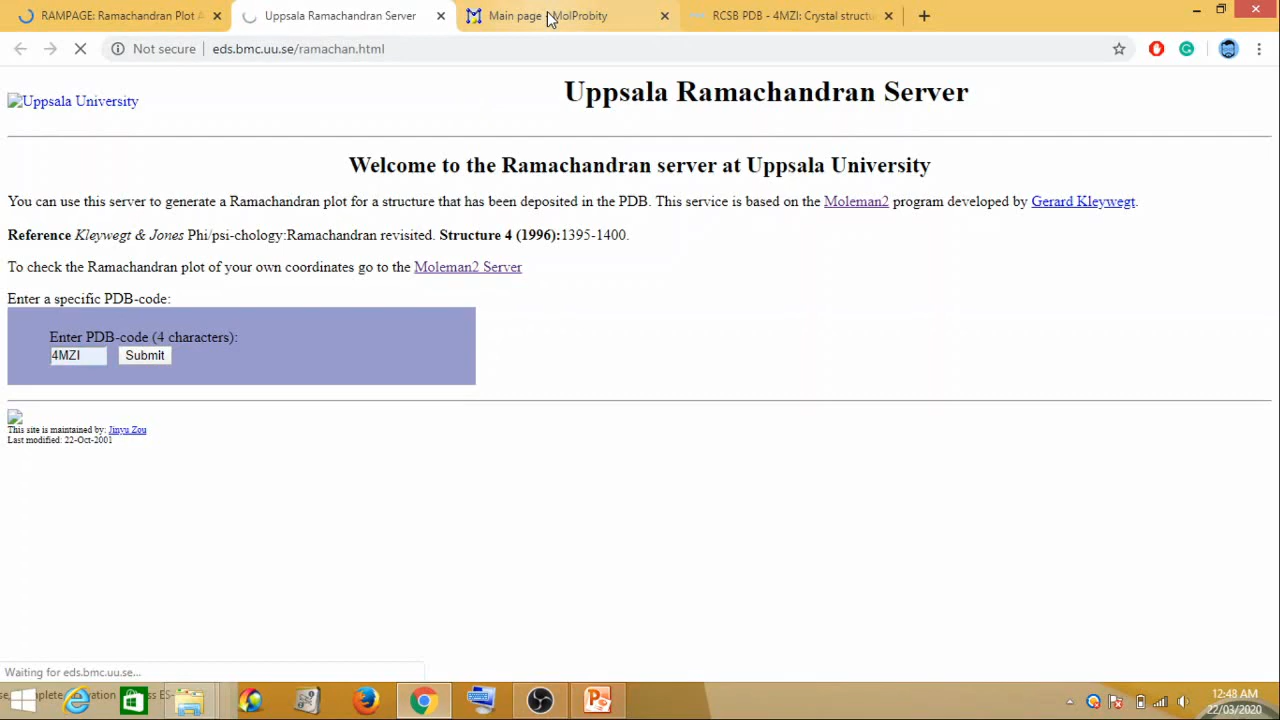 RAMPAGE: Ramachandran Plot A
Uppsala Ramachandran Server
Main page MolProbity
RCSB PDB - 4MZI: Crystal structu
Not secure
eds.bmc.uu.se/ramachan.html
Uppsala University
Uppsala Ramachandran Server
Welcome to the Ramachandran server at Uppsala University
You can use this server to generate a Ramachandran plot for a structure that has been deposited in the PDB. This service is based on the Moleman2 program developed by Gerard Kleywegt.
Reference Kleywegt & Jones Phi/psi-chology:Ramachandran revisited. Structure 4 (1996):1395-1400.
To check the Ramachandran plot of your own coordinates go to the Moleman2 Server
Enter a specific PDB-code:
Enter PDB-code (4 characters):
4MZI
Submit
This site is maintained by: Jinyu Zou
Last modified: 22-Oct-2001
Waiting for eds.bmc.uu.se...
12:48 AM
22/03/2020